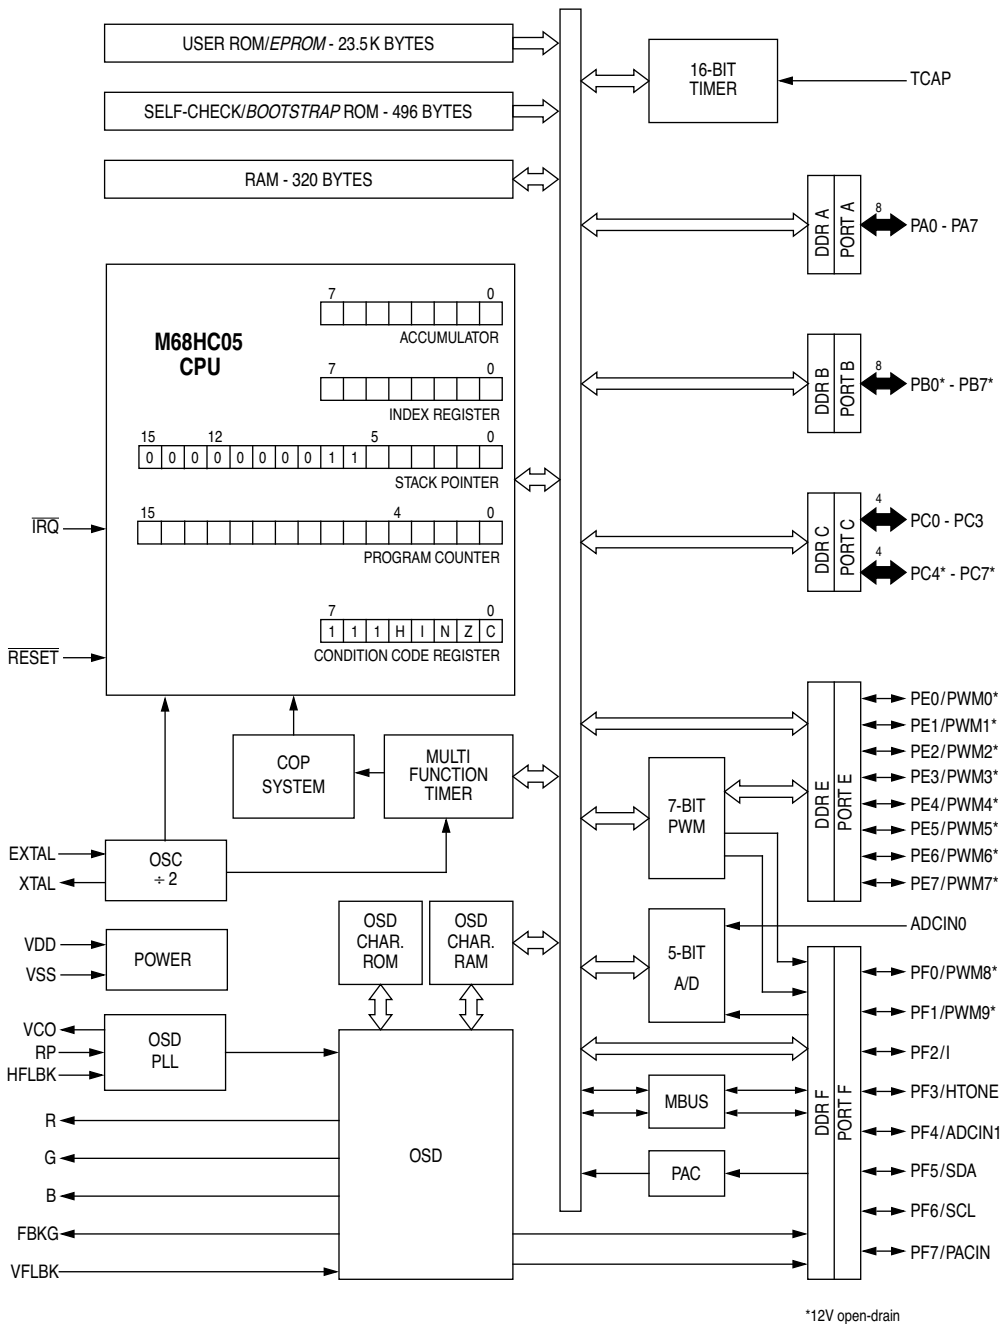 USER ROM/EPROM - 23.5K BYTES
SELF-CHECK/BOOTSTRAP ROM - 496 BYTES
RAM - 320 BYTES
16-BIT
TIMER
TCAP
DDR A
PORT A
8
PA0 - PA7
M68HC05
CPU
7 0
ACCUMULATOR
7 0
INDEX REGISTER
15 12 5 0
0 0 0 0 0 0 0 0 1 1
STACK POINTER
15 4 0
PROGRAM COUNTER
7 0
1 1 1 H I N Z C
CONDITION CODE REGISTER
IRQ
RESET
DDR B
PORT B
8
PB0* - PB7*
DDR C
PORT C
4
PC0 - PC3
4
PC4* - PC7*
COP
SYSTEM
MULTI
FUNCTION
TIMER
EXTAL
XTAL
OSC
÷ 2
7-BIT
PWM
DDR E
PORT E
PE0/PWM0*
PE1/PWM1*
PE2/PWM2*
PE3/PWM3*
PE4/PWM4*
PE5/PWM5*
PE6/PWM6*
PE7/PWM7*
VDD
VSS
POWER
OSD
CHAR.
ROM
OSD
CHAR.
RAM
5-BIT
A/D
ADCIN0
VCO
RP
HFLBK
OSD
PLL
R
G
B
FBKG
VFLBK
OSD
MBUS
PAC
DDR F
PORT F
PF0/PWM8*
PF1/PWM9*
PF2/I
PF3/HTONE
PF4/ADCIN1
PF5/SDA
PF6/SCL
PF7/PACIN
*12V open-drain